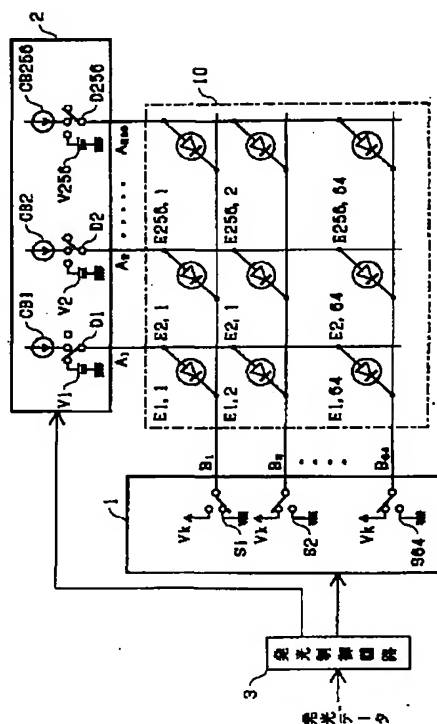 2
CB1 CB2 CB256
V1 V2 V256
D1 D2 D256
A₁ A₂ ····· A₂₅₆
10
E1,1 E2,1 E256,1
E1,2 E2,1 E256,2
E1,64 E2,64 E256,64
1
B₁
B₂
·····
B₆₄
Vk
S1
Vk
S2
Vk
S64
3
発光制御回路
発光データ